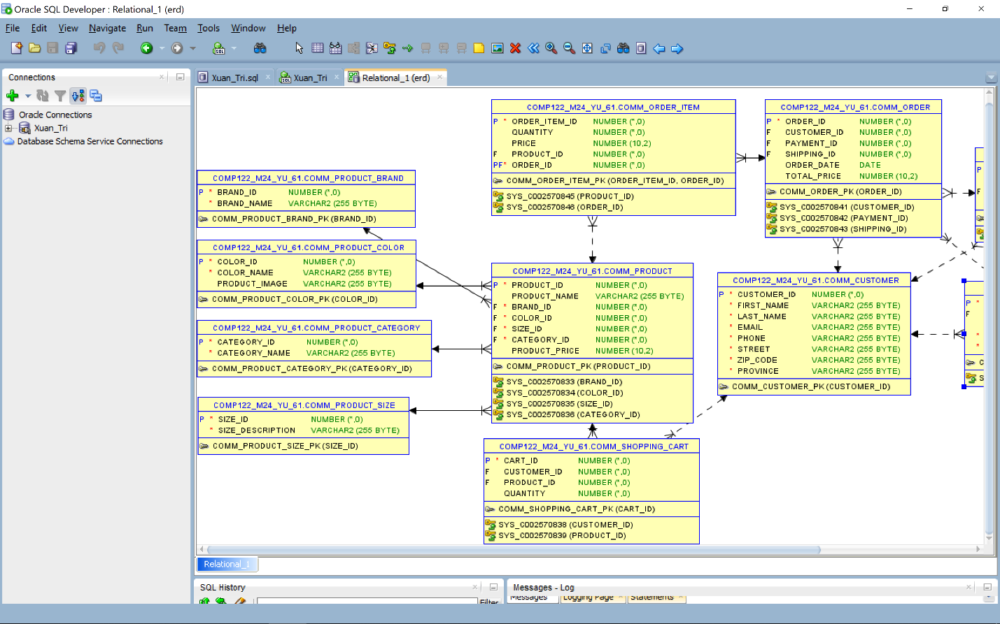 Oracle SQL Developer : Relational_1 (erd)
File Edit View Navigate Run Team Tools Window Help
Connections
Oracle Connections
Xuan_Tri
Database Schema Service Connections
Xuan_Tri.sql
Xuan_Tri
Relational_1 (erd)
COMP122_M24_YU_61.COMM_PRODUCT_BRAND
P * BRAND_ID NUMBER (*,0)
* BRAND_NAME VARCHAR2 (255 BYTE)
COMM_PRODUCT_BRAND_PK (BRAND_ID)
COMP122_M24_YU_61.COMM_PRODUCT_COLOR
P * COLOR_ID NUMBER (*,0)
* COLOR_NAME VARCHAR2 (255 BYTE)
PRODUCT_IMAGE VARCHAR2 (255 BYTE)
COMM_PRODUCT_COLOR_PK (COLOR_ID)
COMP122_M24_YU_61.COMM_PRODUCT_CATEGORY
P * CATEGORY_ID NUMBER (*,0)
* CATEGORY_NAME VARCHAR2 (255 BYTE)
COMM_PRODUCT_CATEGORY_PK (CATEGORY_ID)
COMP122_M24_YU_61.COMM_PRODUCT_SIZE
P * SIZE_ID NUMBER (*,0)
* SIZE_DESCRIPTION VARCHAR2 (255 BYTE)
COMM_PRODUCT_SIZE_PK (SIZE_ID)
COMP122_M24_YU_61.COMM_ORDER_ITEM
P * ORDER_ITEM_ID NUMBER (*,0)
QUANTITY NUMBER (*,0)
PRICE NUMBER (10,2)
F PRODUCT_ID NUMBER (*,0)
PF* ORDER_ID NUMBER (*,0)
COMM_ORDER_ITEM_PK (ORDER_ITEM_ID, ORDER_ID)
SYS_C002570845 (PRODUCT_ID)
SYS_C002570846 (ORDER_ID)
COMP122_M24_YU_61.COMM_PRODUCT
P * PRODUCT_ID NUMBER (*,0)
PRODUCT_NAME VARCHAR2 (255 BYTE)
F * BRAND_ID NUMBER (*,0)
F * COLOR_ID NUMBER (*,0)
F * SIZE_ID NUMBER (*,0)
F * CATEGORY_ID NUMBER (*,0)
PRODUCT_PRICE NUMBER (10,2)
COMM_PRODUCT_PK (PRODUCT_ID)
SYS_C002570833 (BRAND_ID)
SYS_C002570834 (COLOR_ID)
SYS_C002570835 (SIZE_ID)
SYS_C002570836 (CATEGORY_ID)
COMP122_M24_YU_61.COMM_SHOPPING_CART
P * CART_ID NUMBER (*,0)
F CUSTOMER_ID NUMBER (*,0)
F PRODUCT_ID NUMBER (*,0)
QUANTITY NUMBER (*,0)
COMM_SHOPPING_CART_PK (CART_ID)
SYS_C002570838 (CUSTOMER_ID)
SYS_C002570839 (PRODUCT_ID)
COMP122_M24_YU_61.COMM_ORDER
P * ORDER_ID NUMBER (*,0)
F CUSTOMER_ID NUMBER (*,0)
F PAYMENT_ID NUMBER (*,0)
F SHIPPING_ID NUMBER (*,0)
ORDER_DATE DATE
TOTAL_PRICE NUMBER (10,2)
COMM_ORDER_PK (ORDER_ID)
SYS_C002570841 (CUSTOMER_ID)
SYS_C002570842 (PAYMENT_ID)
SYS_C002570843 (SHIPPING_ID)
COMP122_M24_YU_61.COMM_CUSTOMER
P * CUSTOMER_ID NUMBER (*,0)
* FIRST_NAME VARCHAR2 (255 BYTE)
* LAST_NAME VARCHAR2 (255 BYTE)
* EMAIL VARCHAR2 (255 BYTE)
* PHONE VARCHAR2 (255 BYTE)
* STREET VARCHAR2 (255 BYTE)
* ZIP_CODE VARCHAR2 (255 BYTE)
* PROVINCE VARCHAR2 (255 BYTE)
COMM_CUSTOMER_PK (CUSTOMER_ID)
P
F
P *
F
*
*
C
S
Relational_1
SQL History
Filter
Messages - Log
Messages Logging Page Statements